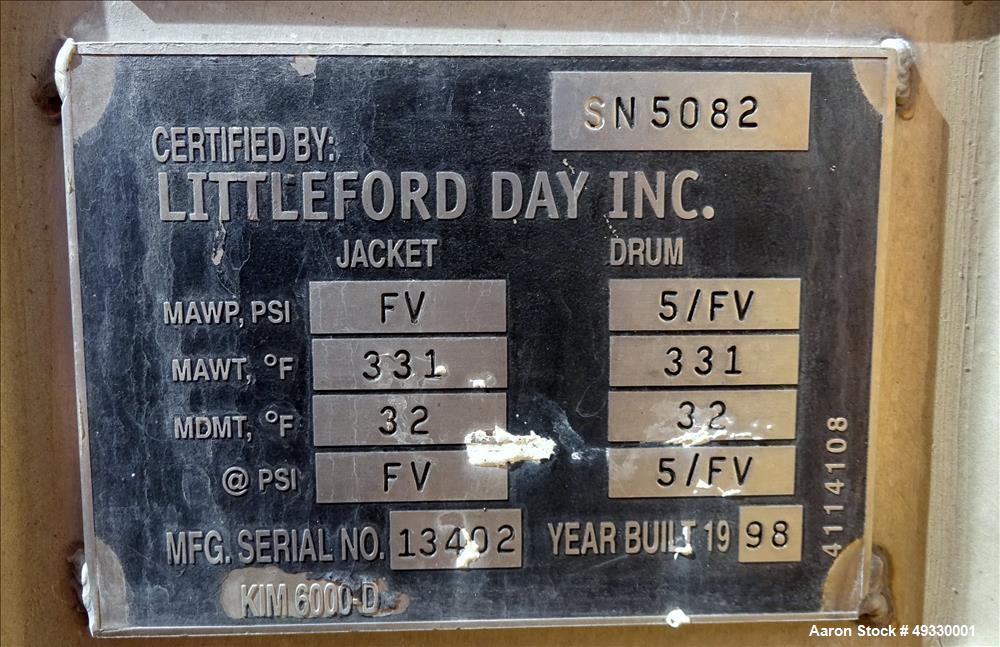 SN5082
CERTIFIED BY:
LITTLEFORD DAY INC.
JACKET DRUM
MAWP, PSI FV 5/FV
MAWT, °F 331 331
MDMT, °F 32 32
@ PSI FV 5/FV
MFG. SERIAL NO. 13402 YEAR BUILT 19 98
KIM 6000-D
4114108
Aaron Stock # 49330001